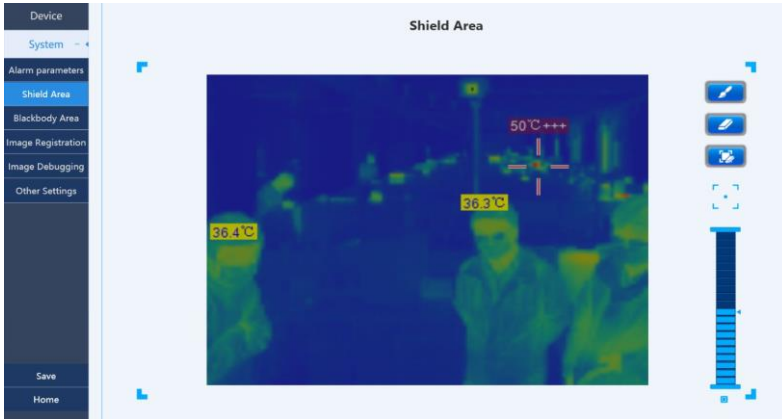 Device
System
Alarm parameters
Shield Area
Blackbody Area
Image Registration
Image Debugging
Other Settings
Save
Home
Shield Area
50℃+++
36.3℃
36.4℃